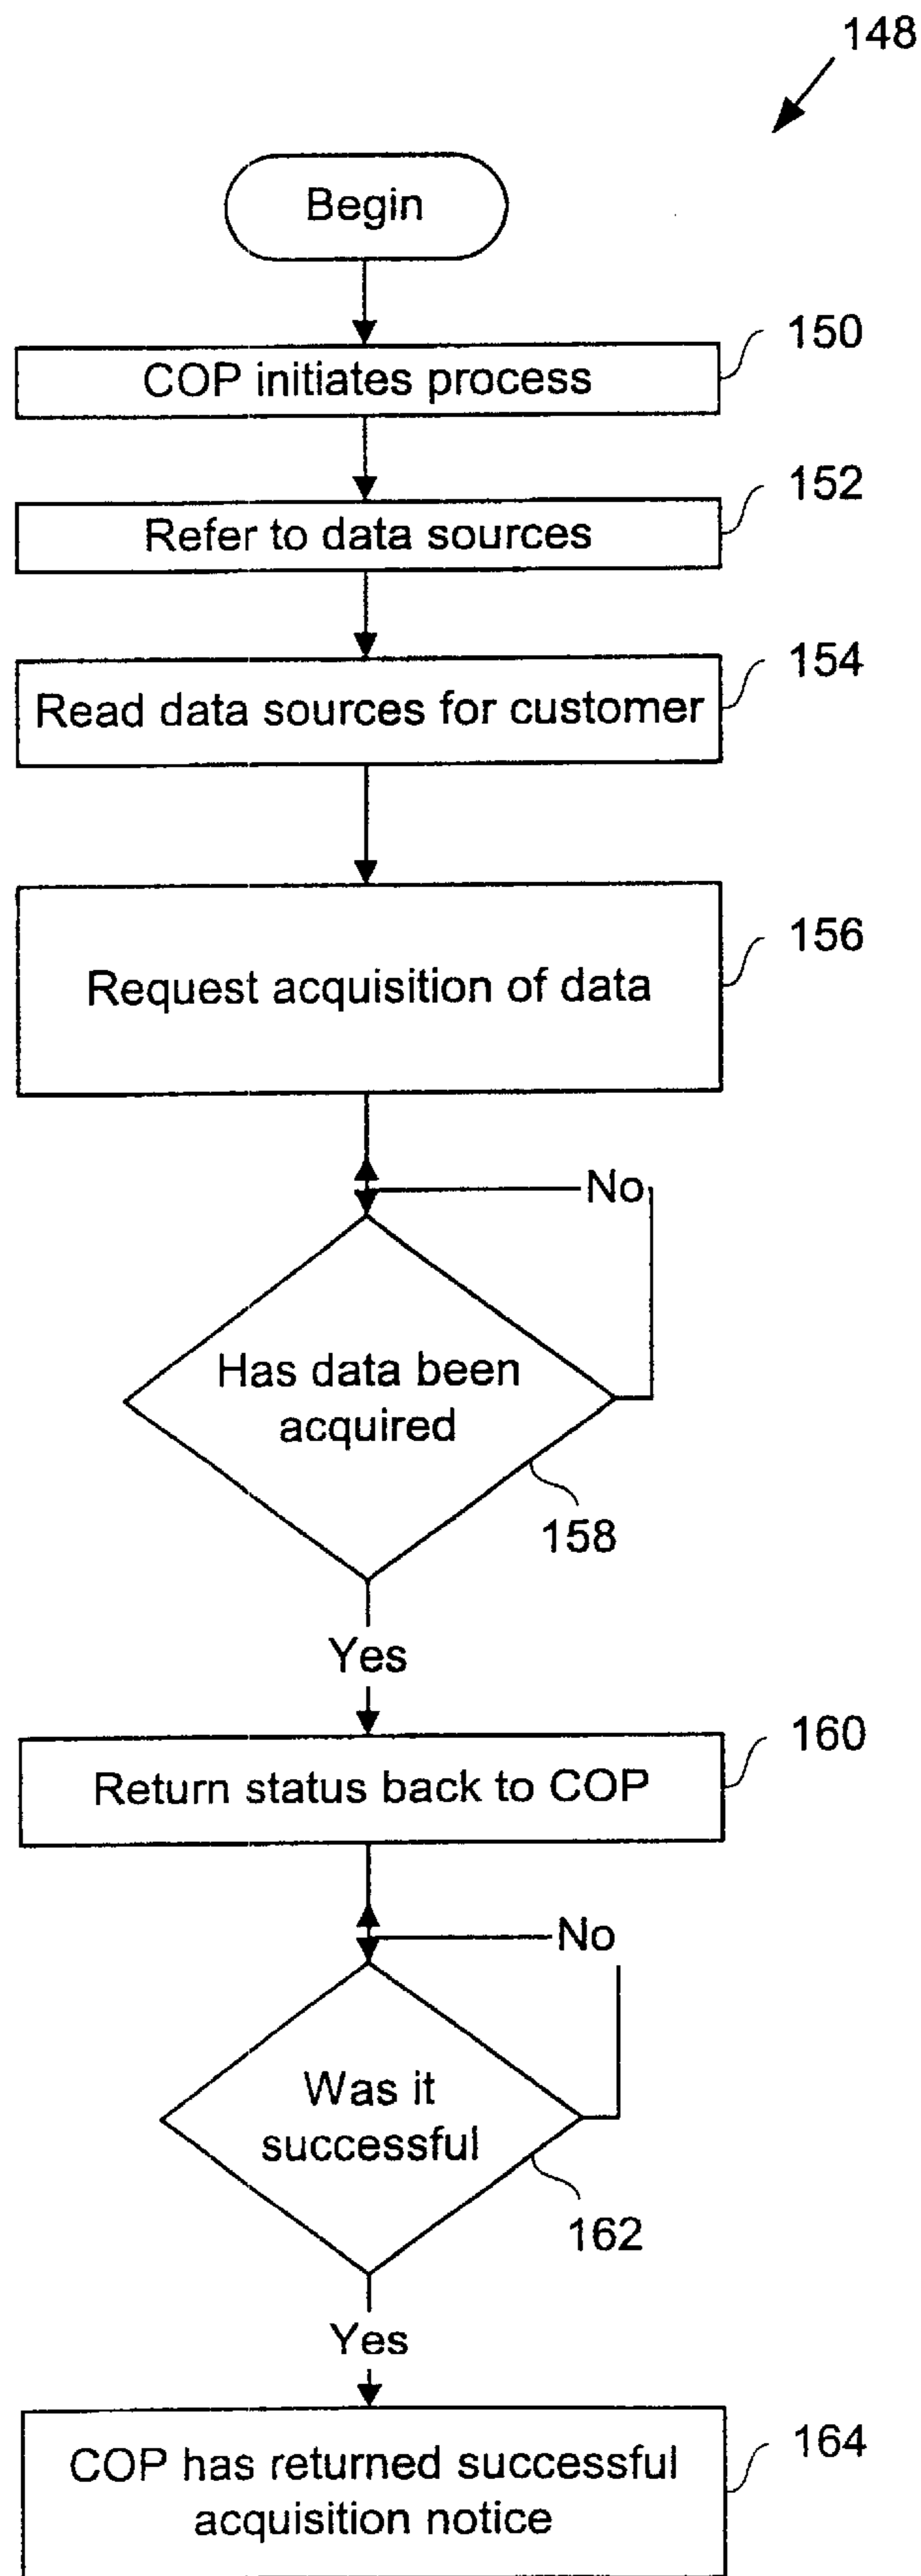 148
Begin
150
COP initiates process
152
Refer to data sources
154
Read data sources for customer
156
Request acquisition of data
No
Has data been
acquired
158
Yes
160
Return status back to COP
No
Was it
successful
162
Yes
164
COP has returned successful
acquisition notice